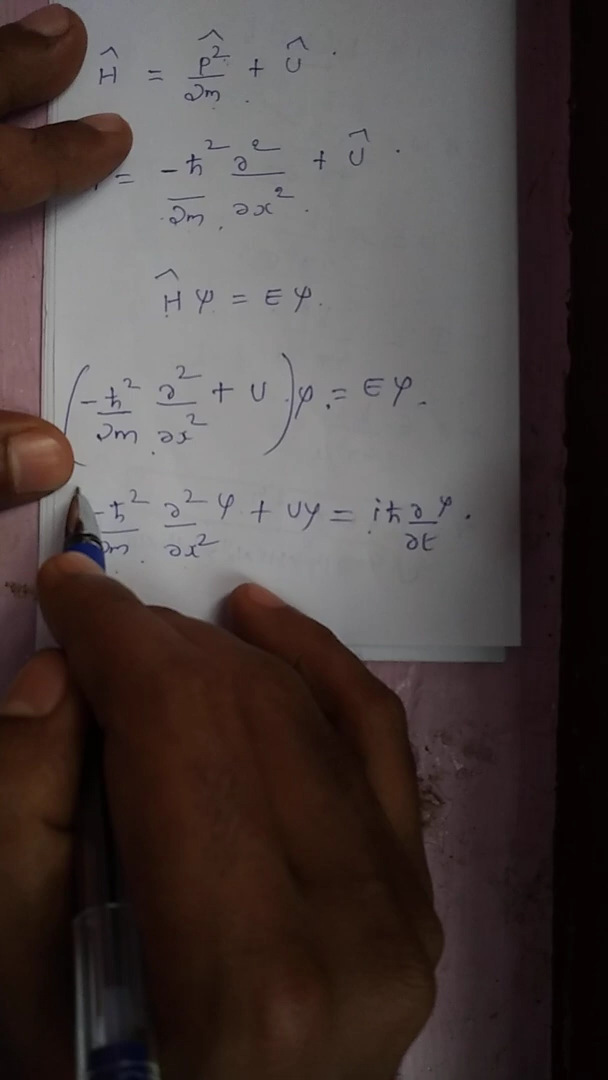 Ĥ = p̂²/2m + Û.
= -ħ²/2m ∂²/∂x² + Û.
Ĥψ = Eψ.
(-ħ²/2m ∂²/∂x² + U)ψ = Eψ.
-ħ²/2m ∂²ψ/∂x² + Uψ = iħ ∂ψ/∂t.